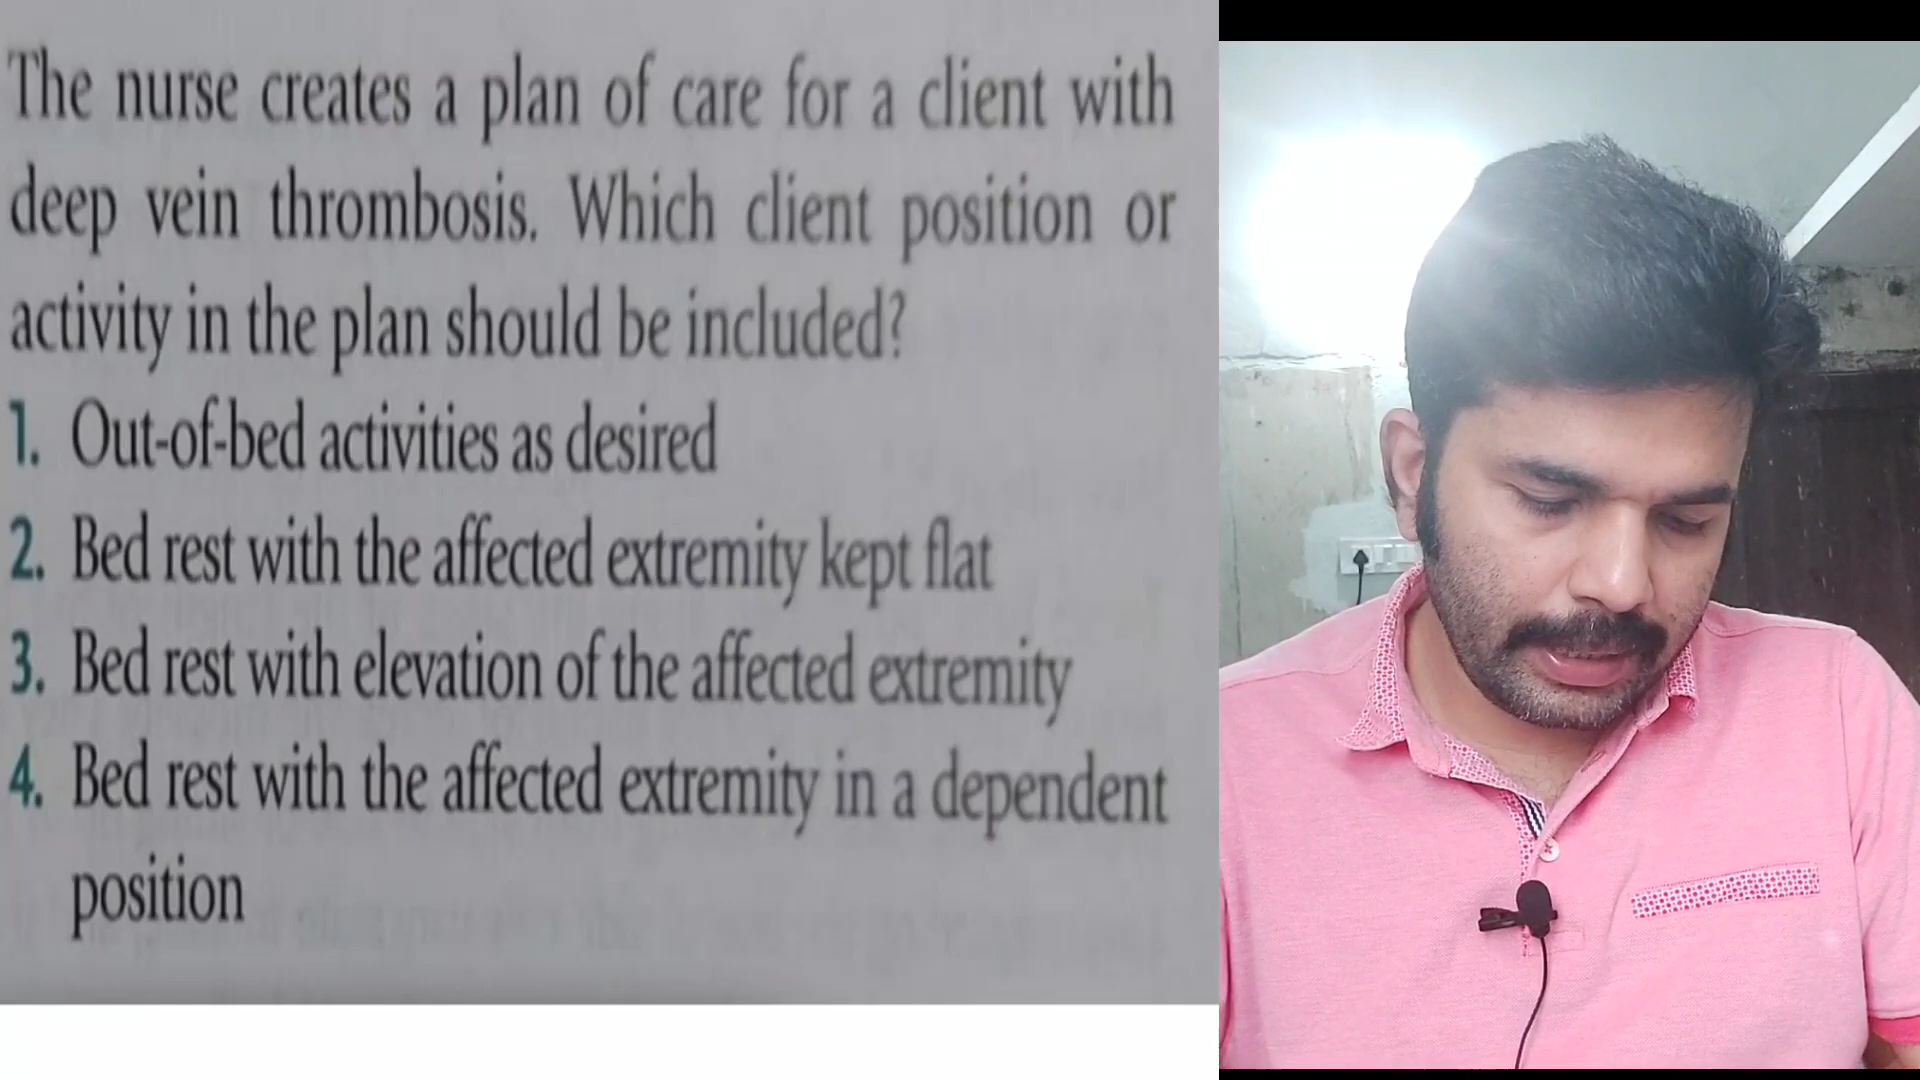 The nurse creates a plan of care for a client with
deep vein thrombosis. Which client position or
activity in the plan should be included?
1. Out-of-bed activities as desired
2. Bed rest with the affected extremity kept flat
3. Bed rest with elevation of the affected extremity
4. Bed rest with the affected extremity in a dependent
position